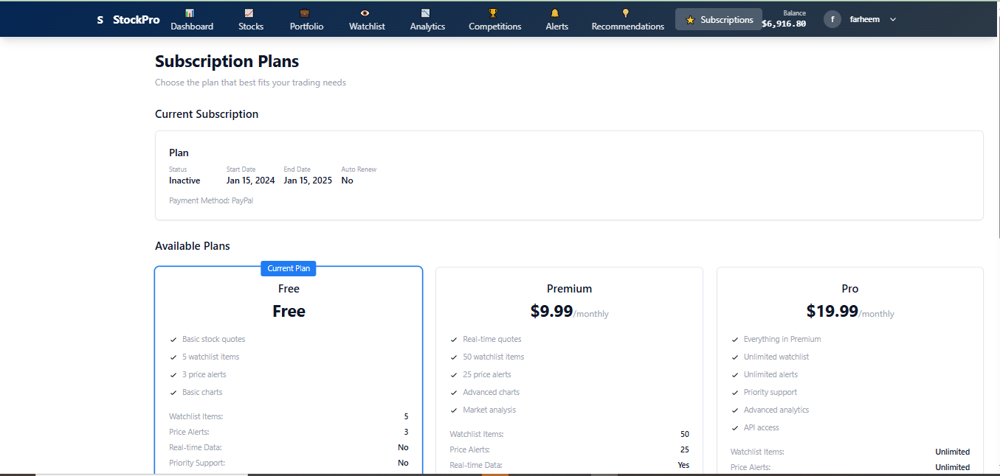 S StockPro Dashboard Stocks Portfolio Watchlist Analytics Competitions Alerts Recommendations Subscriptions Balance $6,916.80 f farheem
Subscription Plans
Choose the plan that best fits your trading needs
Current Subscription
Plan
Status Start Date End Date Auto Renew
Inactive Jan 15, 2024 Jan 15, 2025 No
Payment Method: PayPal
Available Plans
Current Plan
Free
Free
Basic stock quotes
5 watchlist items
3 price alerts
Basic charts
Watchlist Items: 5
Price Alerts: 3
Real-time Data: No
Priority Support: No
Premium
$9.99/monthly
Real-time quotes
50 watchlist items
25 price alerts
Advanced charts
Market analysis
Watchlist Items: 50
Price Alerts: 25
Real-time Data: Yes
Pro
$19.99/monthly
Everything in Premium
Unlimited watchlist
Unlimited alerts
Priority support
Advanced analytics
API access
Watchlist Items: Unlimited
Price Alerts: Unlimited